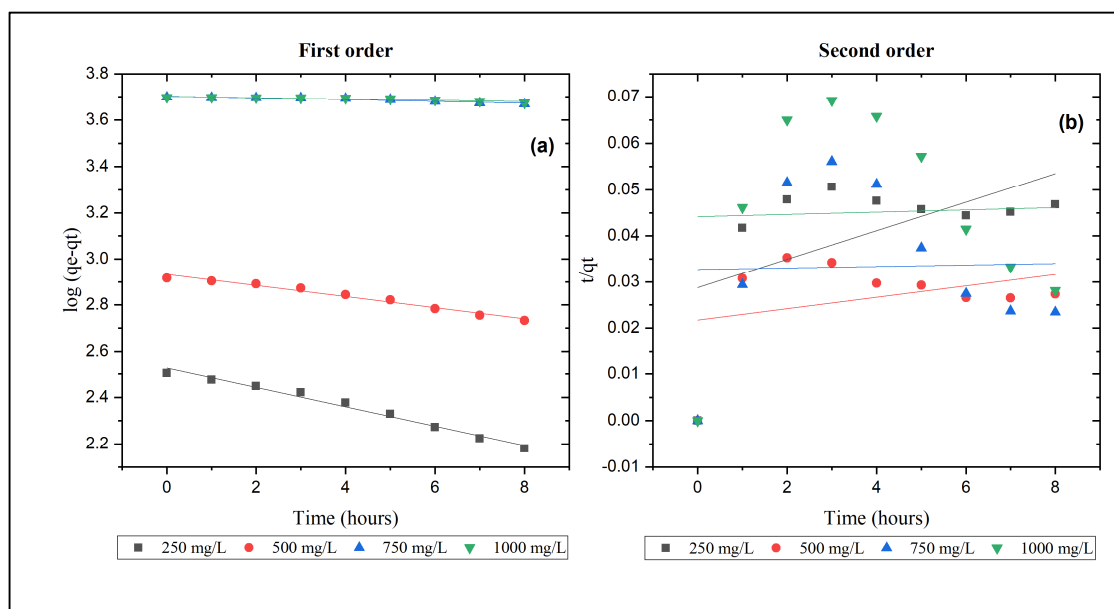 First order
3.8
3.6
3.4
3.2
3.0
2.8
2.6
2.4
2.2
log (qe-qt)
(a)
0 2 4 6 8
Time (hours)
250 mg/L 500 mg/L 750 mg/L 1000 mg/L
Second order
0.07
0.06
0.05
0.04
0.03
0.02
0.01
0.00
-0.01
t/qt
(b)
0 2 4 6 8
Time (hours)
250 mg/L 500 mg/L 750 mg/L 1000 mg/L